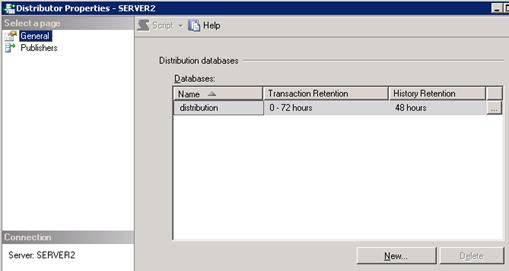 Distributor Properties - SERVER2
Select a page
General
Publishers
Script
Help
Distribution databases
Databases:
Name Transaction Retention History Retention
distribution 0 - 72 hours 48 hours ...
New... Delete
Connection
Server: SERVER2